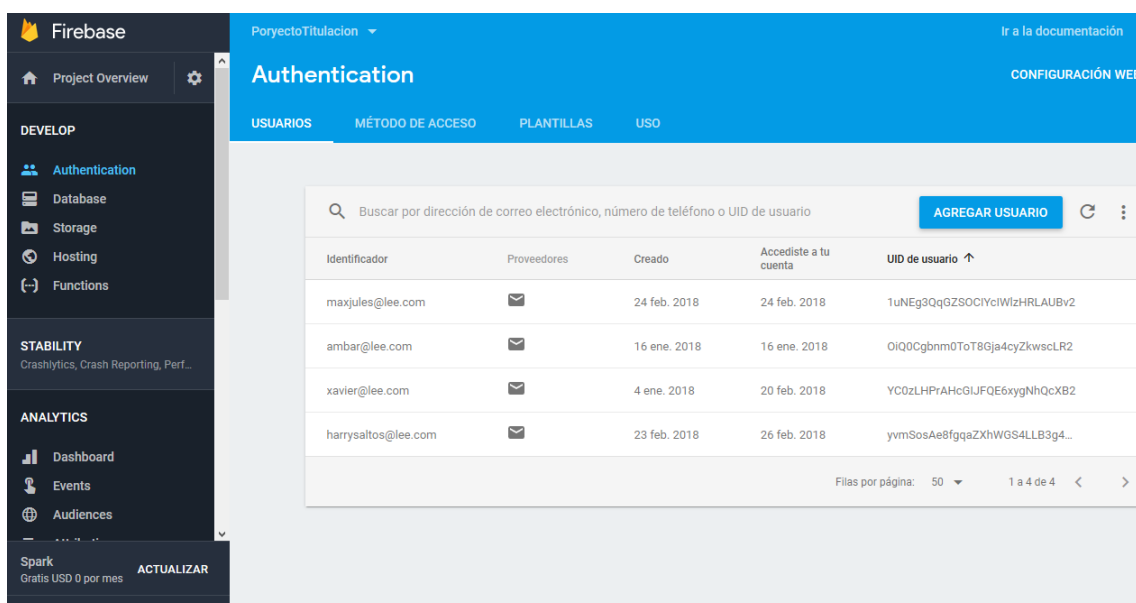 Firebase
Project Overview
DEVELOP
Authentication
Database
Storage
Hosting
Functions
STABILITY
Crashlytics, Crash Reporting, Perf...
ANALYTICS
Dashboard
Events
Audiences
Spark
Gratis USD 0 por mes
ACTUALIZAR
PoryectoTitulacion
Ir a la documentación
Authentication
CONFIGURACIÓN WEB
USUARIOS MÉTODO DE ACCESO PLANTILLAS USO
Buscar por dirección de correo electrónico, número de teléfono o UID de usuario
AGREGAR USUARIO
Identificador Proveedores Creado Accediste a tu cuenta UID de usuario
maxjules@lee.com 24 feb. 2018 24 feb. 2018 1uNEg3QqGZSOCIYcIWlzHRLAUBv2
ambar@lee.com 16 ene. 2018 16 ene. 2018 OiQ0Cgbnm0ToT8Gja4cyZkwscLR2
xavier@lee.com 4 ene. 2018 20 feb. 2018 YC0zLHPrAHcGIJFQE6xygNhQcXB2
harrysaltos@lee.com 23 feb. 2018 26 feb. 2018 yvmSosAe8fgqaZXhWGS4LLB3g4...
Filas por página: 50 1 a 4 de 4